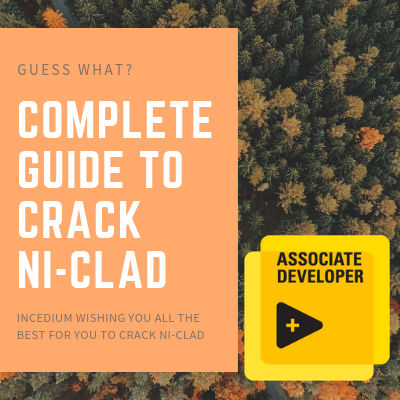 GUESS WHAT?
COMPLETE
GUIDE TO
CRACK
NI-CLAD
INCEDIUM WISHING YOU ALL THE
BEST FOR YOU TO CRACK NI-CLAD
ASSOCIATE
DEVELOPER